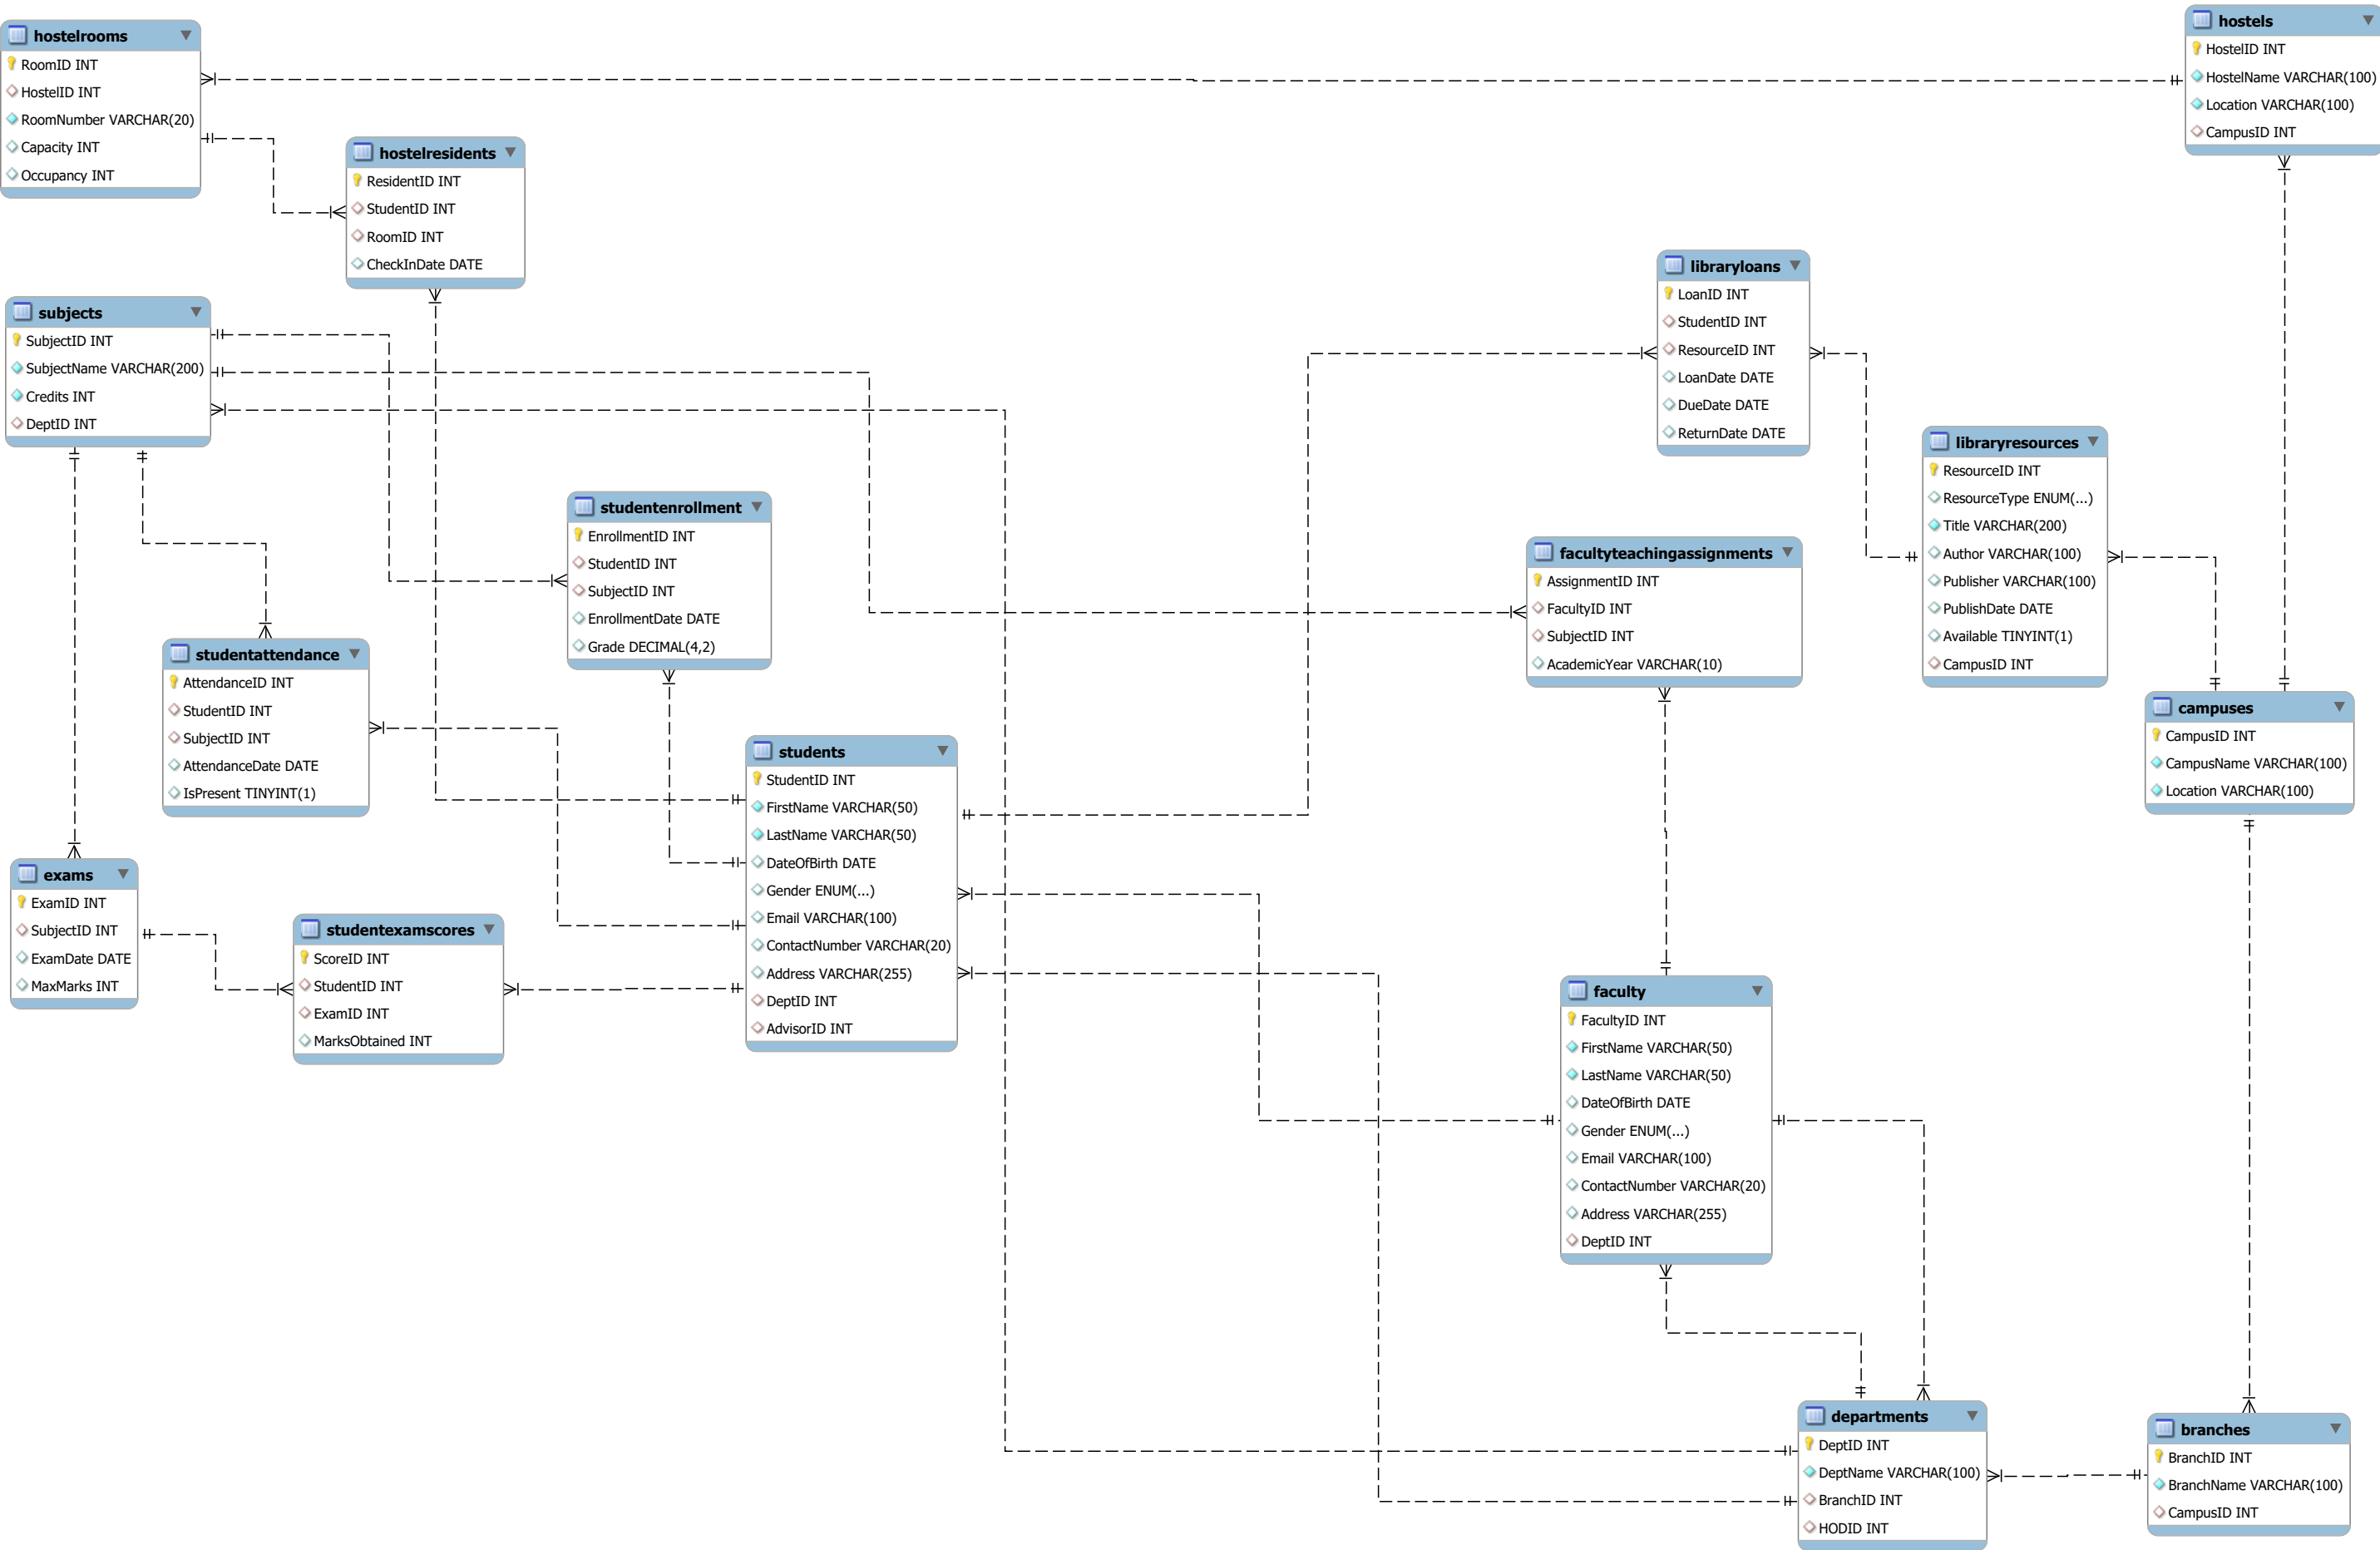 hostelrooms
RoomID INT
HostelID INT
RoomNumber VARCHAR(20)
Capacity INT
Occupancy INT
hostels
HostelID INT
HostelName VARCHAR(100)
Location VARCHAR(100)
CampusID INT
hostelresidents
ResidentID INT
StudentID INT
RoomID INT
CheckInDate DATE
libraryloans
LoanID INT
StudentID INT
ResourceID INT
LoanDate DATE
DueDate DATE
ReturnDate DATE
subjects
SubjectID INT
SubjectName VARCHAR(200)
Credits INT
DeptID INT
libraryresources
ResourceID INT
ResourceType ENUM(...)
Title VARCHAR(200)
Author VARCHAR(100)
Publisher VARCHAR(100)
PublishDate DATE
Available TINYINT(1)
CampusID INT
studentenrollment
EnrollmentID INT
StudentID INT
SubjectID INT
EnrollmentDate DATE
Grade DECIMAL(4,2)
facultyteachingassignments
AssignmentID INT
FacultyID INT
SubjectID INT
AcademicYear VARCHAR(10)
studentattendance
AttendanceID INT
StudentID INT
SubjectID INT
AttendanceDate DATE
IsPresent TINYINT(1)
campuses
CampusID INT
CampusName VARCHAR(100)
Location VARCHAR(100)
students
StudentID INT
FirstName VARCHAR(50)
LastName VARCHAR(50)
DateOfBirth DATE
Gender ENUM(...)
Email VARCHAR(100)
ContactNumber VARCHAR(20)
Address VARCHAR(255)
DeptID INT
AdvisorID INT
exams
ExamID INT
SubjectID INT
ExamDate DATE
MaxMarks INT
studentexamscores
ScoreID INT
StudentID INT
ExamID INT
MarksObtained INT
faculty
FacultyID INT
FirstName VARCHAR(50)
LastName VARCHAR(50)
DateOfBirth DATE
Gender ENUM(...)
Email VARCHAR(100)
ContactNumber VARCHAR(20)
Address VARCHAR(255)
DeptID INT
departments
DeptID INT
DeptName VARCHAR(100)
BranchID INT
HODID INT
branches
BranchID INT
BranchName VARCHAR(100)
CampusID INT